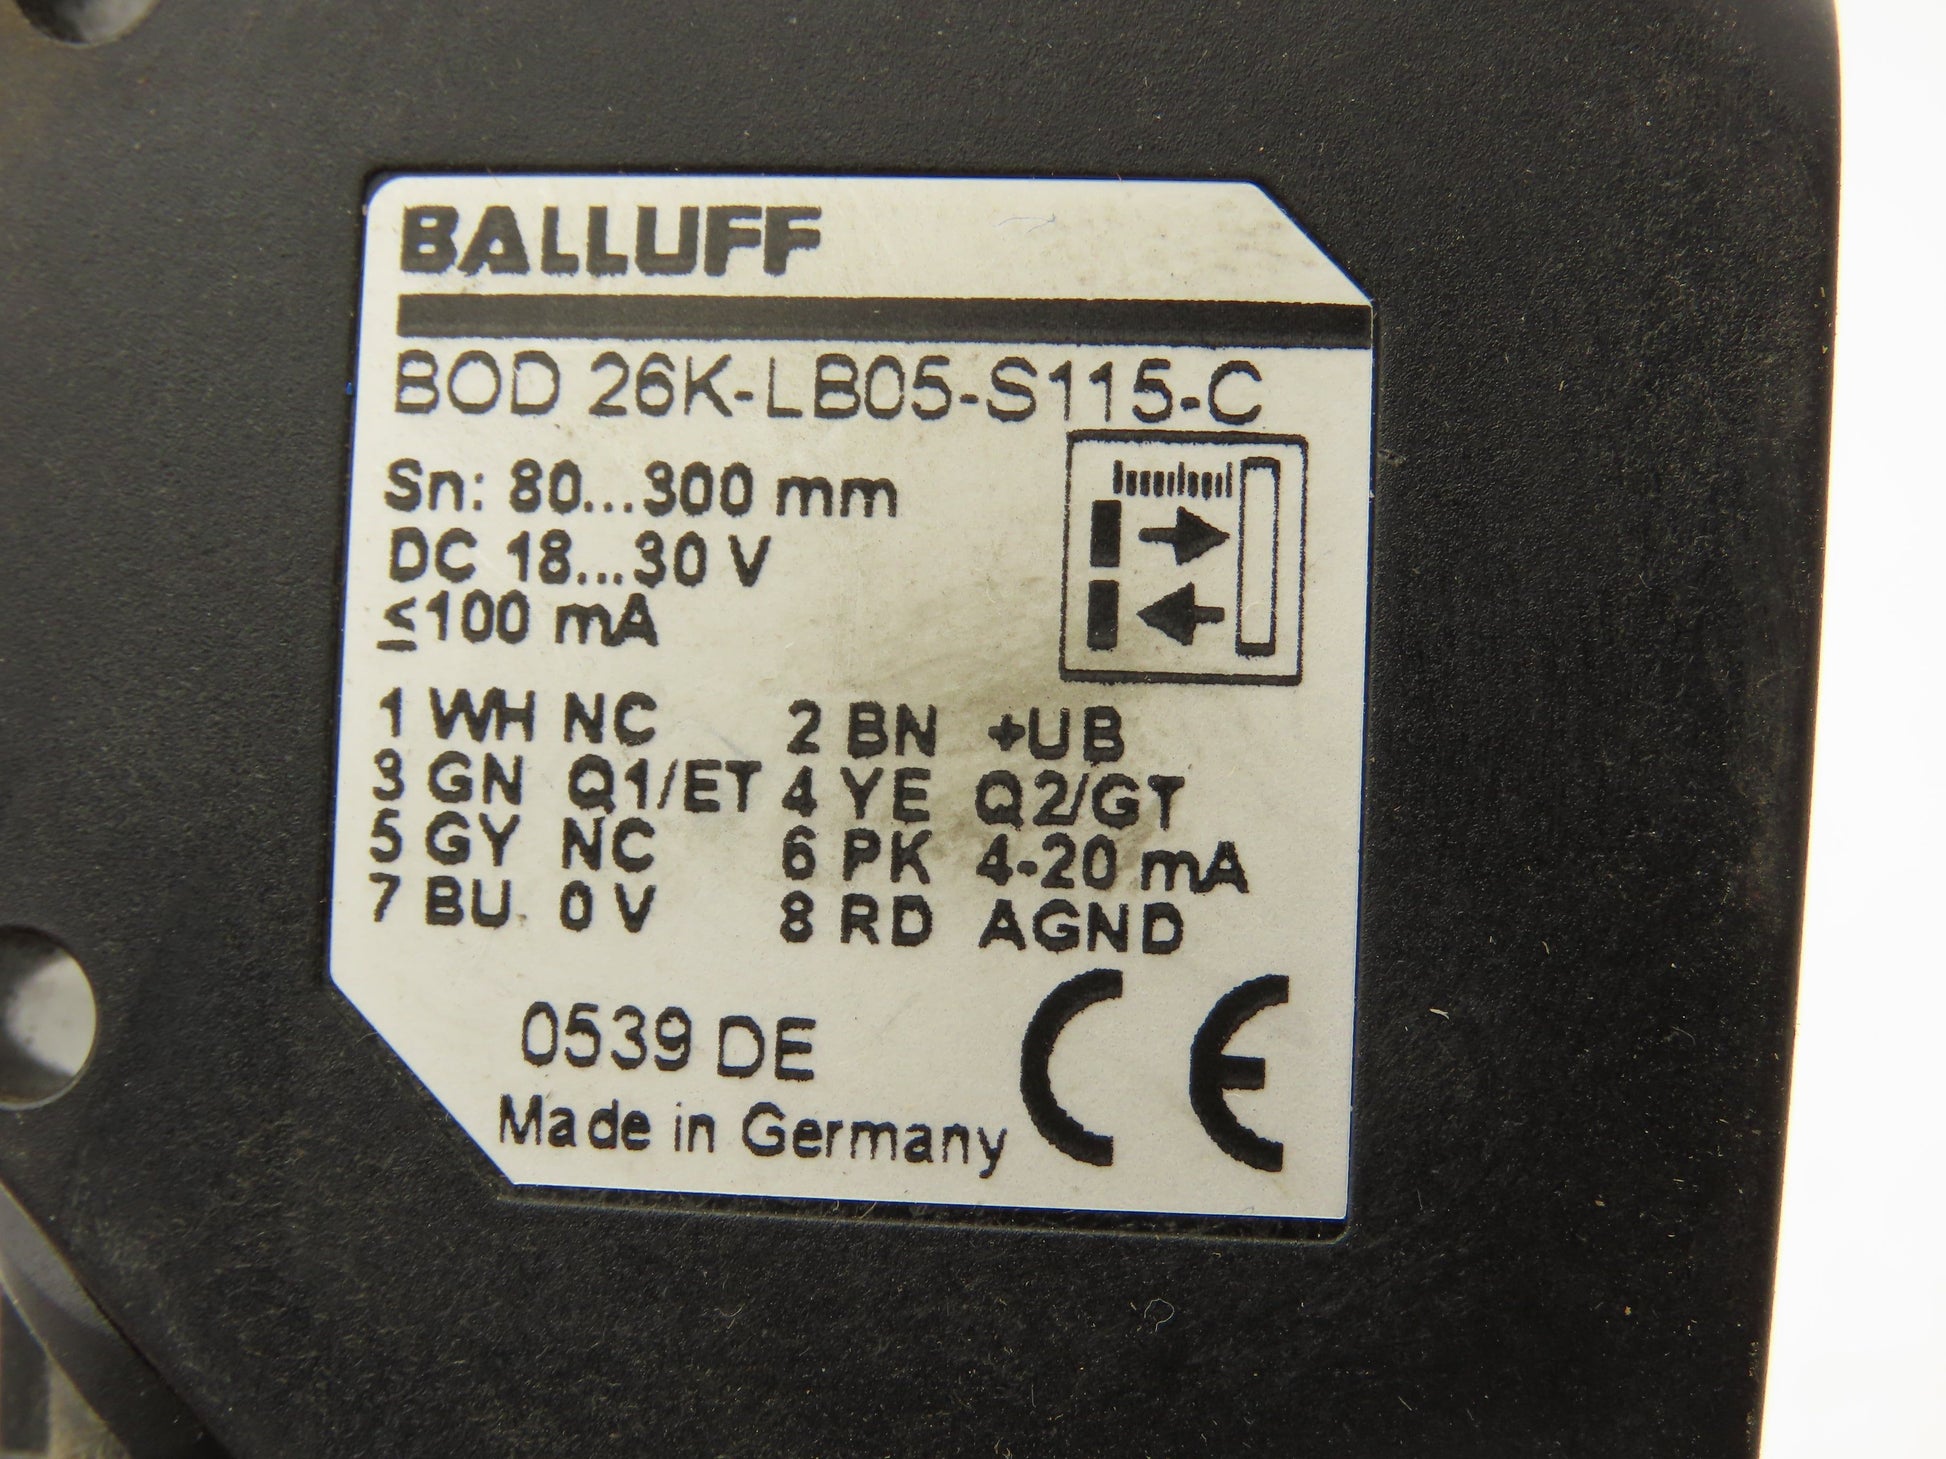 BALLUFF
BOD 26K-LB05-S115-C
Sn: 80...300 mm
DC 18...30 V
≤100 mA
1 WH NC 2 BN +UB
3 GN Q1/ET 4 YE Q2/GT
5 GY NC 6 PK 4-20 mA
7 BU 0 V 8 RD AGND
0539 DE
Made in Germany
CE